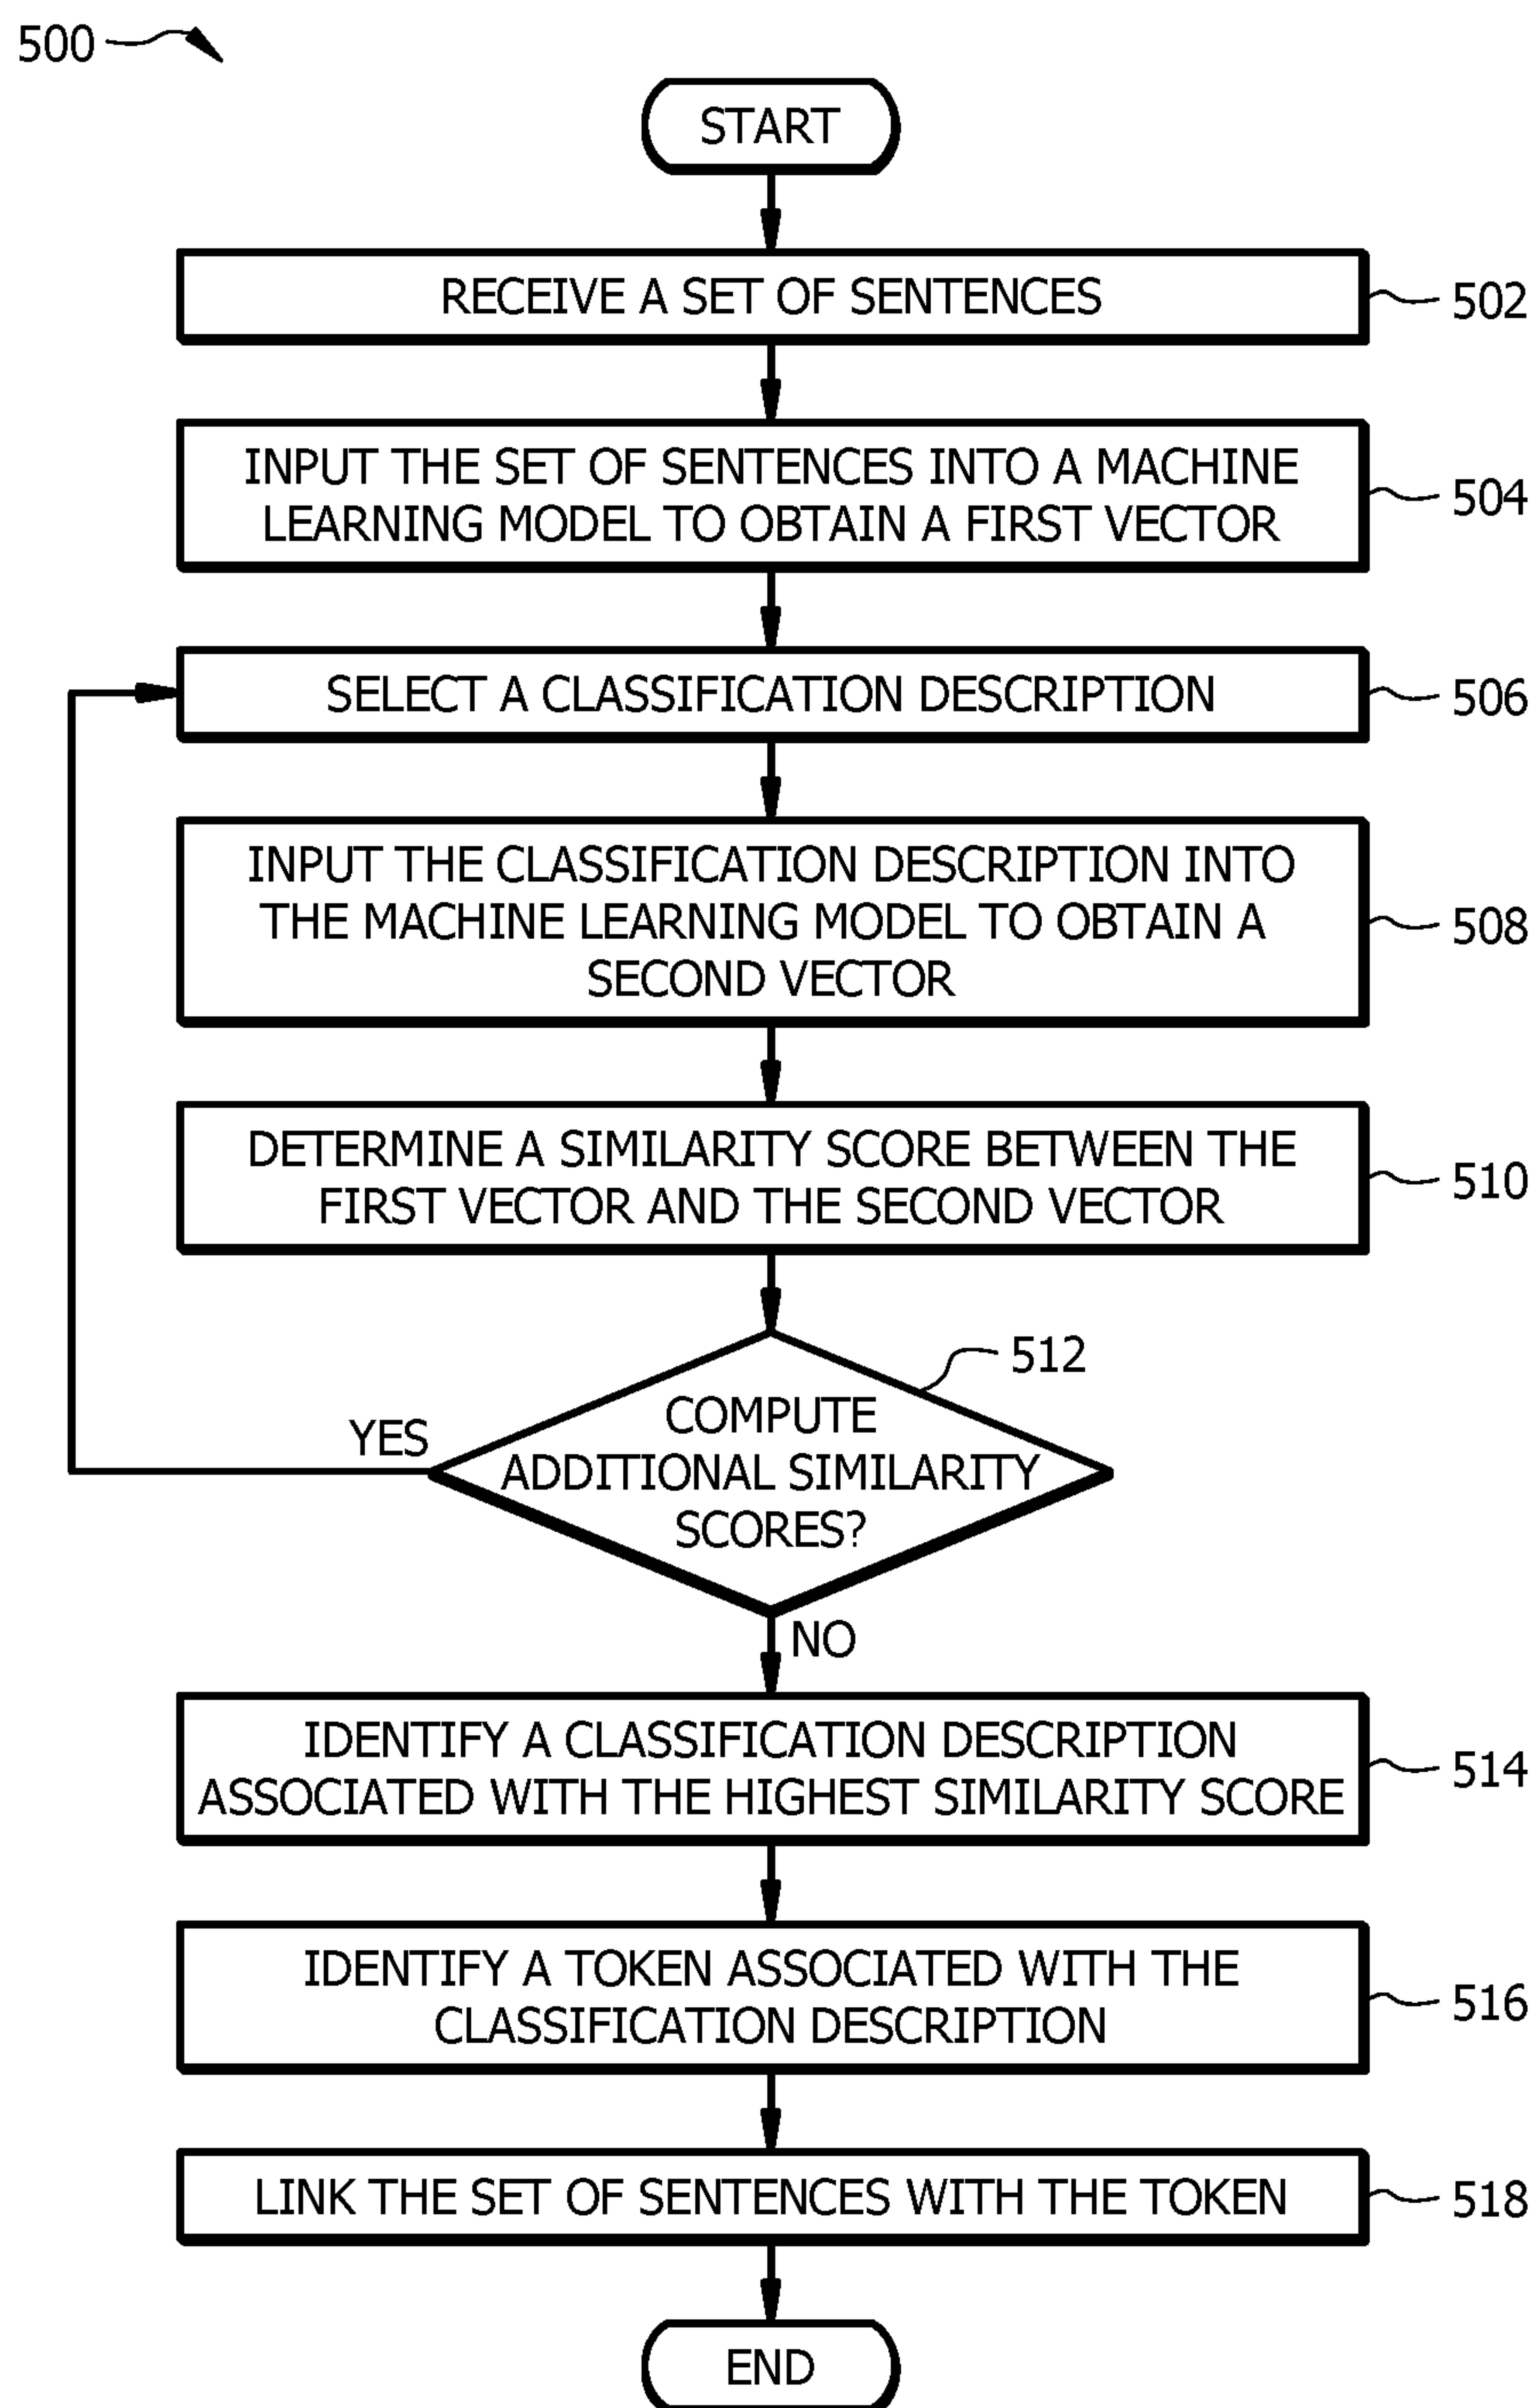 500
START
RECEIVE A SET OF SENTENCES
502
INPUT THE SET OF SENTENCES INTO A MACHINE
LEARNING MODEL TO OBTAIN A FIRST VECTOR
504
SELECT A CLASSIFICATION DESCRIPTION
506
INPUT THE CLASSIFICATION DESCRIPTION INTO
THE MACHINE LEARNING MODEL TO OBTAIN A
SECOND VECTOR
508
DETERMINE A SIMILARITY SCORE BETWEEN THE
FIRST VECTOR AND THE SECOND VECTOR
510
512
COMPUTE
ADDITIONAL SIMILARITY
SCORES?
YES
NO
IDENTIFY A CLASSIFICATION DESCRIPTION
ASSOCIATED WITH THE HIGHEST SIMILARITY SCORE
514
IDENTIFY A TOKEN ASSOCIATED WITH THE
CLASSIFICATION DESCRIPTION
516
LINK THE SET OF SENTENCES WITH THE TOKEN
518
END